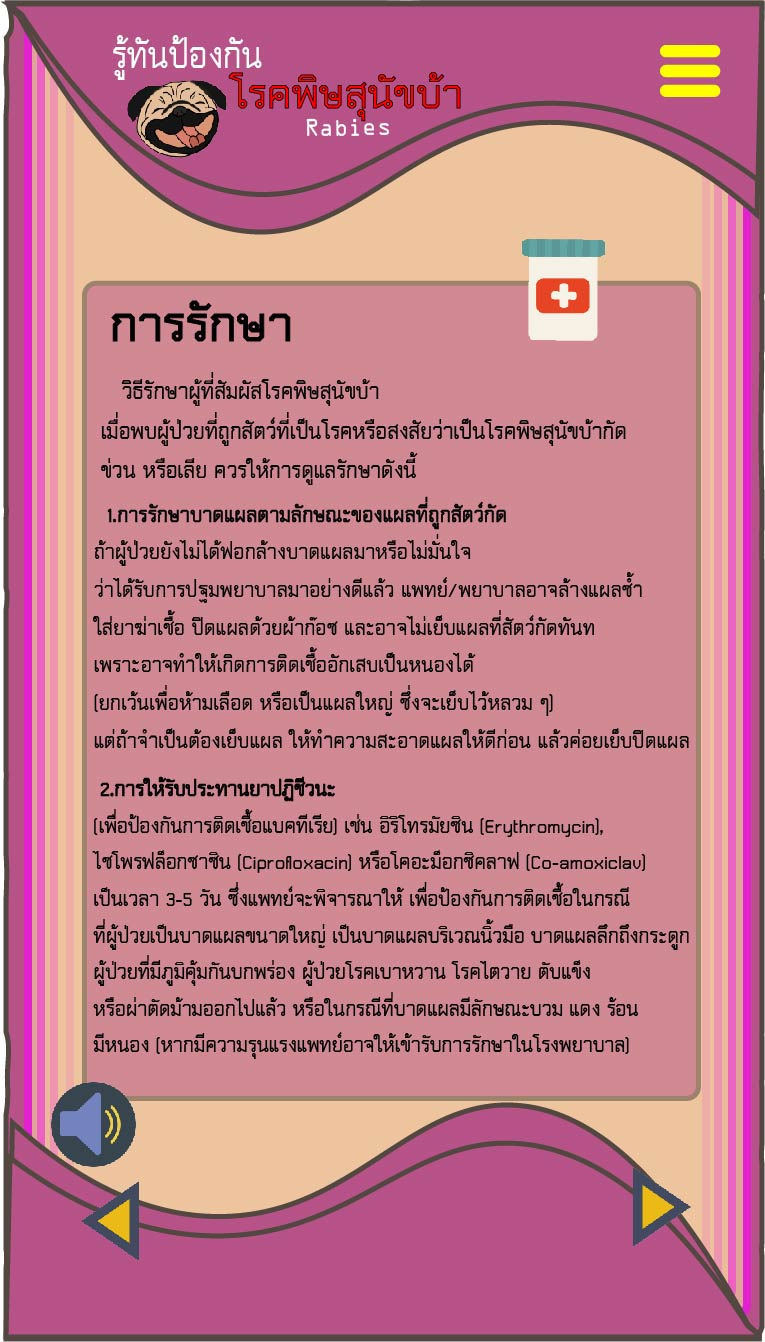 รู้ทันป้องกัน
โรคพิษสุนัขบ้า
Rabies
การรักษา
วิธีรักษาผู้ที่สัมผัสโรคพิษสุนัขบ้า
เมื่อพบผู้ป่วยที่ถูกสัตว์ที่เป็นโรคหรือสงสัยว่าเป็นโรคพิษสุนัขบ้ากัด
ข่วน หรือเลีย ควรให้การดูแลรักษาดังนี้
1.การรักษาบาดแผลตามลักษณะของแผลที่ถูกสัตว์กัด
ถ้าผู้ป่วยยังไม่ได้ฟอกล้างบาดแผลมาหรือไม่มั่นใจ
ว่าได้รับการปฐมพยาบาลมาอย่างดีแล้ว แพทย์/พยาบาลอาจล้างแผลซ้ำ
ใส่ยาฆ่าเชื้อ ปิดแผลด้วยผ้าก๊อซ และอาจไม่เย็บแผลที่สัตว์กัดทันท
เพราะอาจทำให้เกิดการติดเชื้ออักเสบเป็นหนองได้
(ยกเว้นเพื่อห้ามเลือด หรือเป็นแผลใหญ่ ซึ่งจะเย็บไว้หลวม ๆ)
แต่ถ้าจำเป็นต้องเย็บแผล ให้ทำความสะอาดแผลให้ดีก่อน แล้วค่อยเย็บปิดแผล
2.การให้รับประทานยาปฏิชีวนะ
(เพื่อป้องกันการติดเชื้อแบคทีเรีย) เช่น อิริโทรมัยซิน (Erythromycin),
ไซโพรฟล็อกซาซิน (Ciprofloxacin) หรือโคอะม็อกซิคลาฟ (Co-amoxiclav)
เป็นเวลา 3-5 วัน ซึ่งแพทย์จะพิจารณาให้ เพื่อป้องกันการติดเชื้อในกรณี
ที่ผู้ป่วยเป็นบาดแผลขนาดใหญ่ เป็นบาดแผลบริเวณนิ้วมือ บาดแผลลึกถึงกระดูก
ผู้ป่วยที่มีภูมิคุ้มกันบกพร่อง ผู้ป่วยโรคเบาหวาน โรคไตวาย ตับแข็ง
หรือผ่าตัดม้ามออกไปแล้ว หรือในกรณีที่บาดแผลมีลักษณะบวม แดง ร้อน
มีหนอง (หากมีความรุนแรงแพทย์อาจให้เข้ารับการรักษาในโรงพยาบาล)